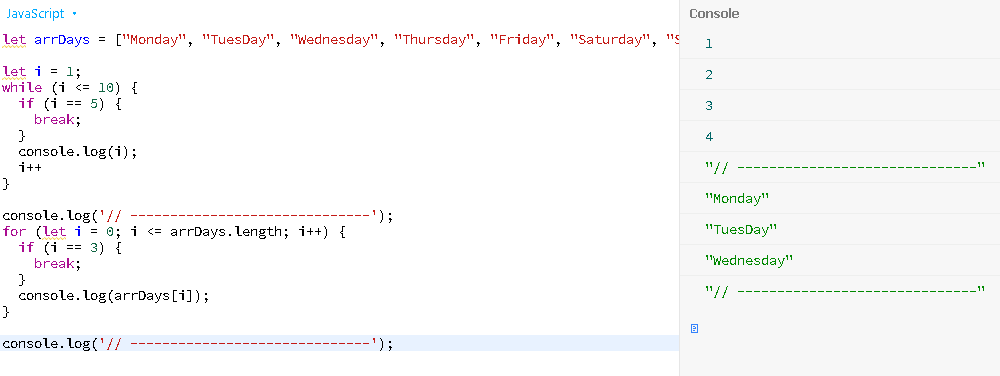 JavaScript
let arrDays = ["Monday", "TuesDay", "Wednesday", "Thursday", "Friday", "Saturday", "S
let i = 1;
while (i <= 10) {
  if (i == 5) {
    break;
  }
  console.log(i);
  i++
}
console.log('// ------------------------------');
for (let i = 0; i <= arrDays.length; i++) {
  if (i == 3) {
    break;
  }
  console.log(arrDays[i]);
}
console.log('// ------------------------------');
Console
1
2
3
4
"// ------------------------------"
"Monday"
"TuesDay"
"Wednesday"
"// ------------------------------"